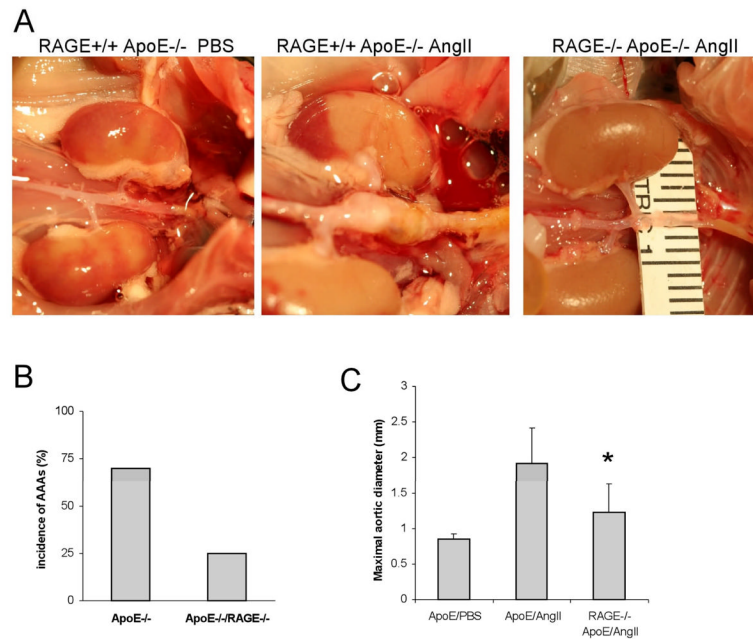 A
RAGE+/+ ApoE-/- PBS
RAGE+/+ ApoE-/- AngII
RAGE-/- ApoE-/- AngII
TRIC 1
B
incidence of AAAs (%)
100
75
50
25
0
ApoE-/-
ApoE-/-/RAGE-/-
C
Maximal aortic diameter (mm)
3
2.5
2
1.5
1
0.5
0
*
ApoE/PBS
ApoE/AngII
RAGE-/-
ApoE/AngII